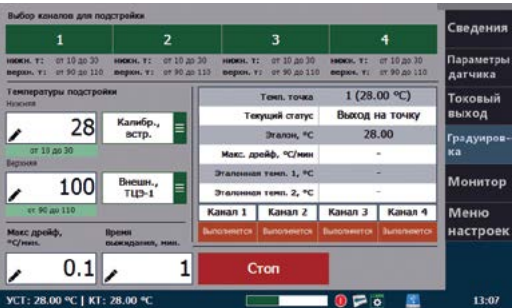 Выбор каналов для подстройки
1 2 3 4
нижн. т: от 10 до 30 нижн. т: от 10 до 30 нижн. т: от 10 до 30 нижн. т: от 10 до 30
верхн. т: от 90 до 110 верхн. т: от 90 до 110 верхн. т: от 90 до 110 верхн. т: от 90 до 110
Температуры подстройки
Нижняя
28 Калибр., встр.
от 10 до 30
Верхняя
100 Внешн., ТЦЭ-1
от 90 до 110
Макс дрейф, °С/мин. Время выжидания, мин.
0.1 1
Темп. точка 1 (28.00 °C)
Текущий статус Выход на точку
Эталон, °C 28.00
Макс. дрейф, °C/мин -
Эталонная темп. 1, °C -
Эталонная темп. 2, °C -
Канал 1 Канал 2 Канал 3 Канал 4
Выполняется Выполняется Выполняется Выполняется
Стоп
Сведения
Параметры датчика
Токовый выход
Градуиров-
ка
Монитор
Меню настроек
УСТ: 28.00 °C | КТ: 28.00 °C 13:07